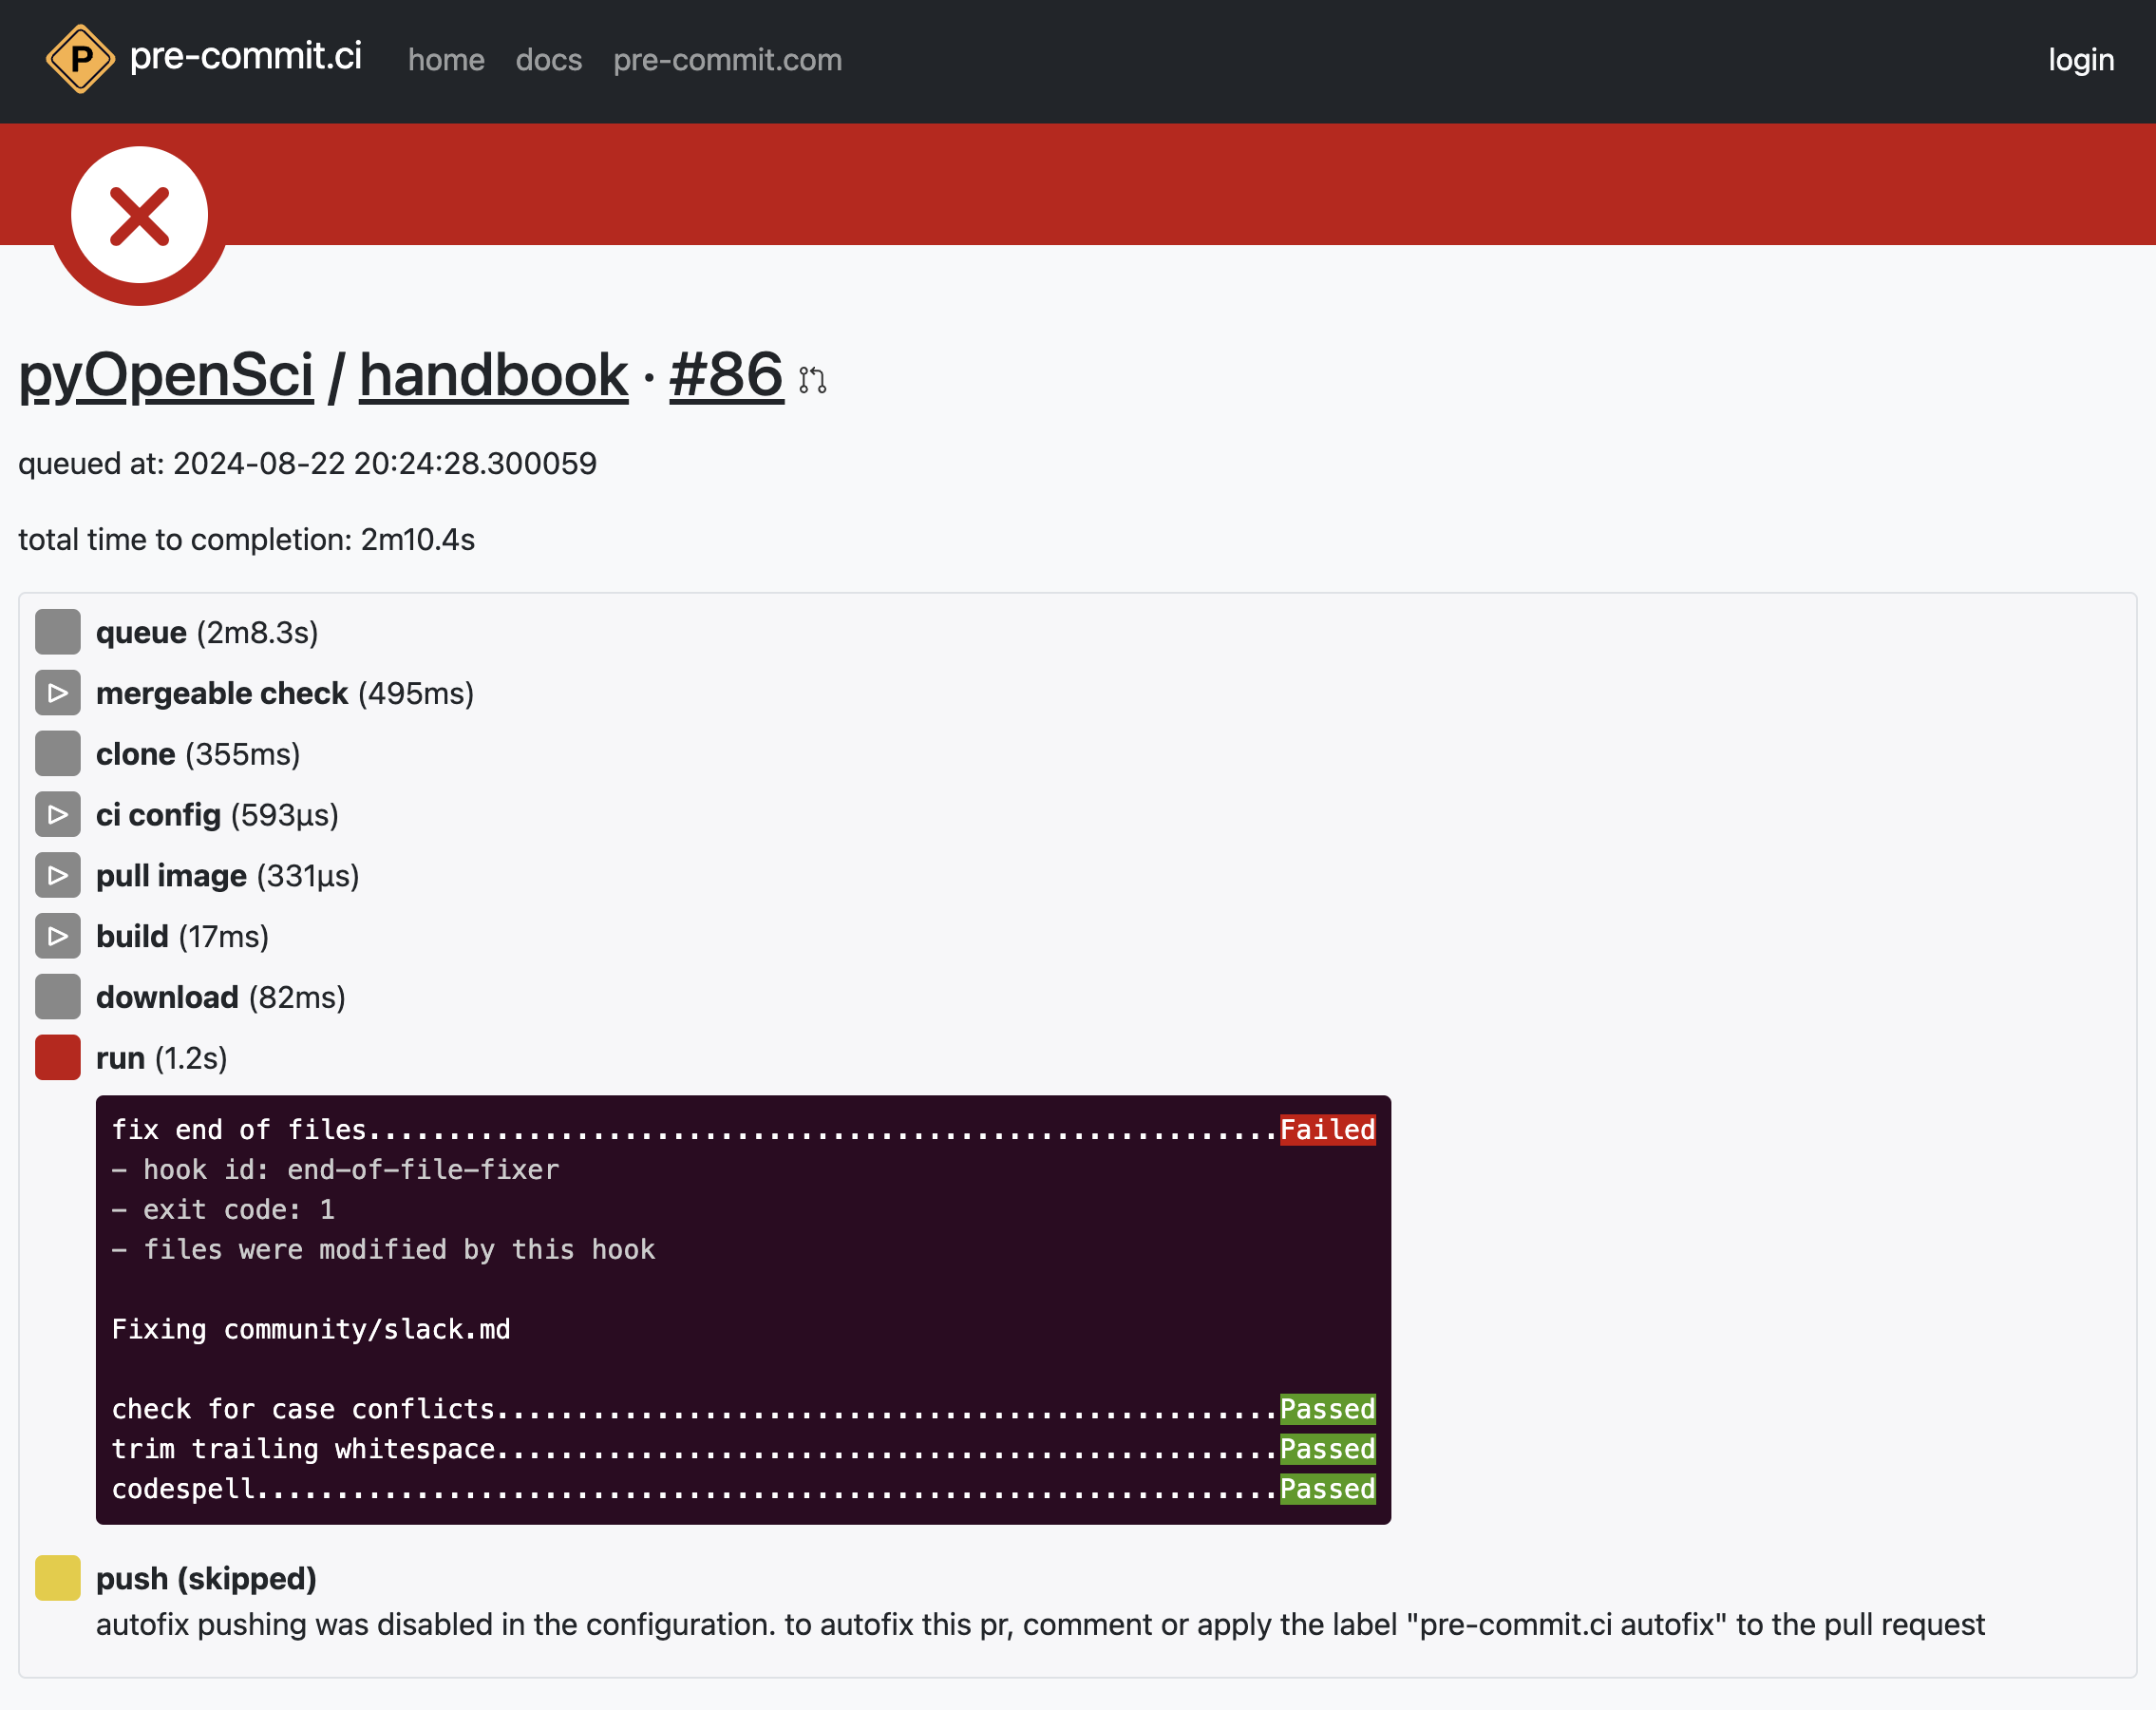 P pre-commit.ci home docs pre-commit.com login
pyOpenSci / handbook · #86
queued at: 2024-08-22 20:24:28.300059
total time to completion: 2m10.4s
queue (2m8.3s)
mergeable check (495ms)
clone (355ms)
ci config (593µs)
pull image (331µs)
build (17ms)
download (82ms)
run (1.2s)
fix end of files.........................................................Failed
- hook id: end-of-file-fixer
- exit code: 1
- files were modified by this hook
Fixing community/slack.md
check for case conflicts.................................................Passed
trim trailing whitespace.................................................Passed
codespell................................................................Passed
push (skipped)
autofix pushing was disabled in the configuration. to autofix this pr, comment or apply the label "pre-commit.ci autofix" to the pull request